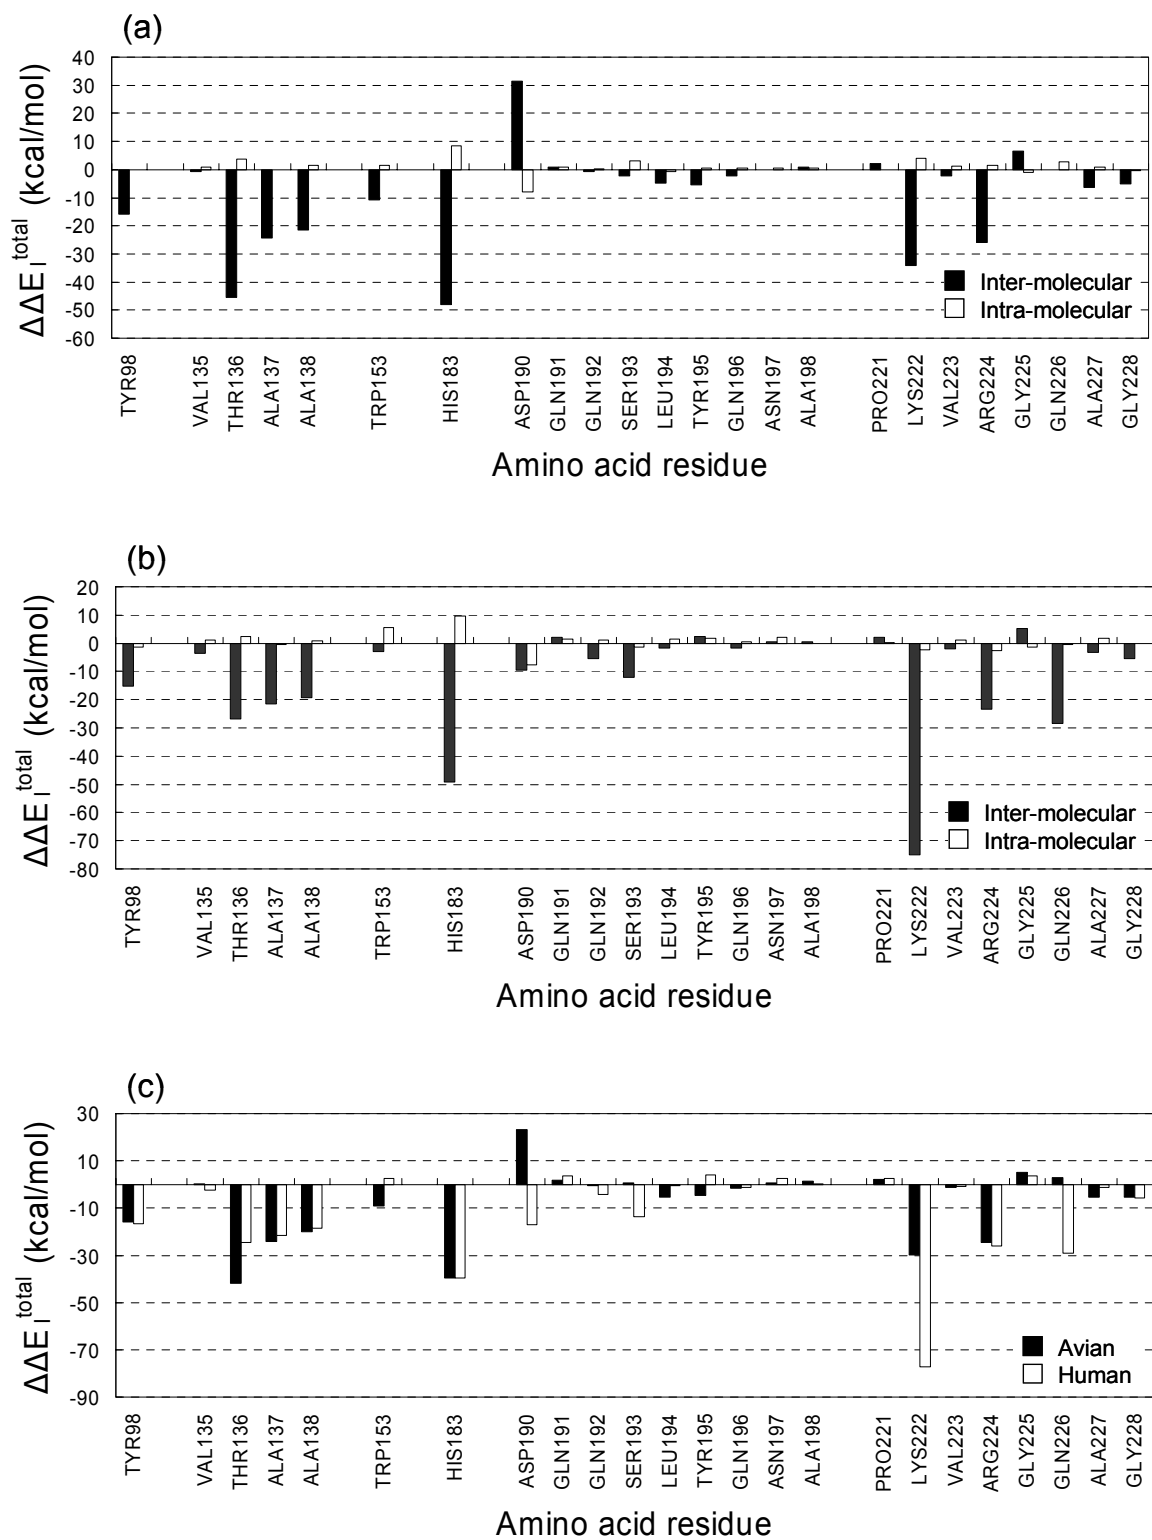 (a)
ΔΔE I total (kcal/mol)
40
30
20
10
0
-10
-20
-30
-40
-50
-60
Inter-molecular
Intra-molecular
TYR98
VAL135
THR136
ALA137
ALA138
TRP153
HIS183
ASP190
GLN191
GLN192
SER193
LEU194
TYR195
GLN196
ASN197
ALA198
PRO221
LYS222
VAL223
ARG224
GLY225
GLN226
ALA227
GLY228
Amino acid residue
(b)
ΔΔE I total (kcal/mol)
20
10
0
-10
-20
-30
-40
-50
-60
-70
-80
Inter-molecular
Intra-molecular
TYR98
VAL135
THR136
ALA137
ALA138
TRP153
HIS183
ASP190
GLN191
GLN192
SER193
LEU194
TYR195
GLN196
ASN197
ALA198
PRO221
LYS222
VAL223
ARG224
GLY225
GLN226
ALA227
GLY228
Amino acid residue
(c)
ΔΔE I total (kcal/mol)
30
10
-10
-30
-50
-70
-90
Avian
Human
TYR98
VAL135
THR136
ALA137
ALA138
TRP153
HIS183
ASP190
GLN191
GLN192
SER193
LEU194
TYR195
GLN196
ASN197
ALA198
PRO221
LYS222
VAL223
ARG224
GLY225
GLN226
ALA227
GLY228
Amino acid residue